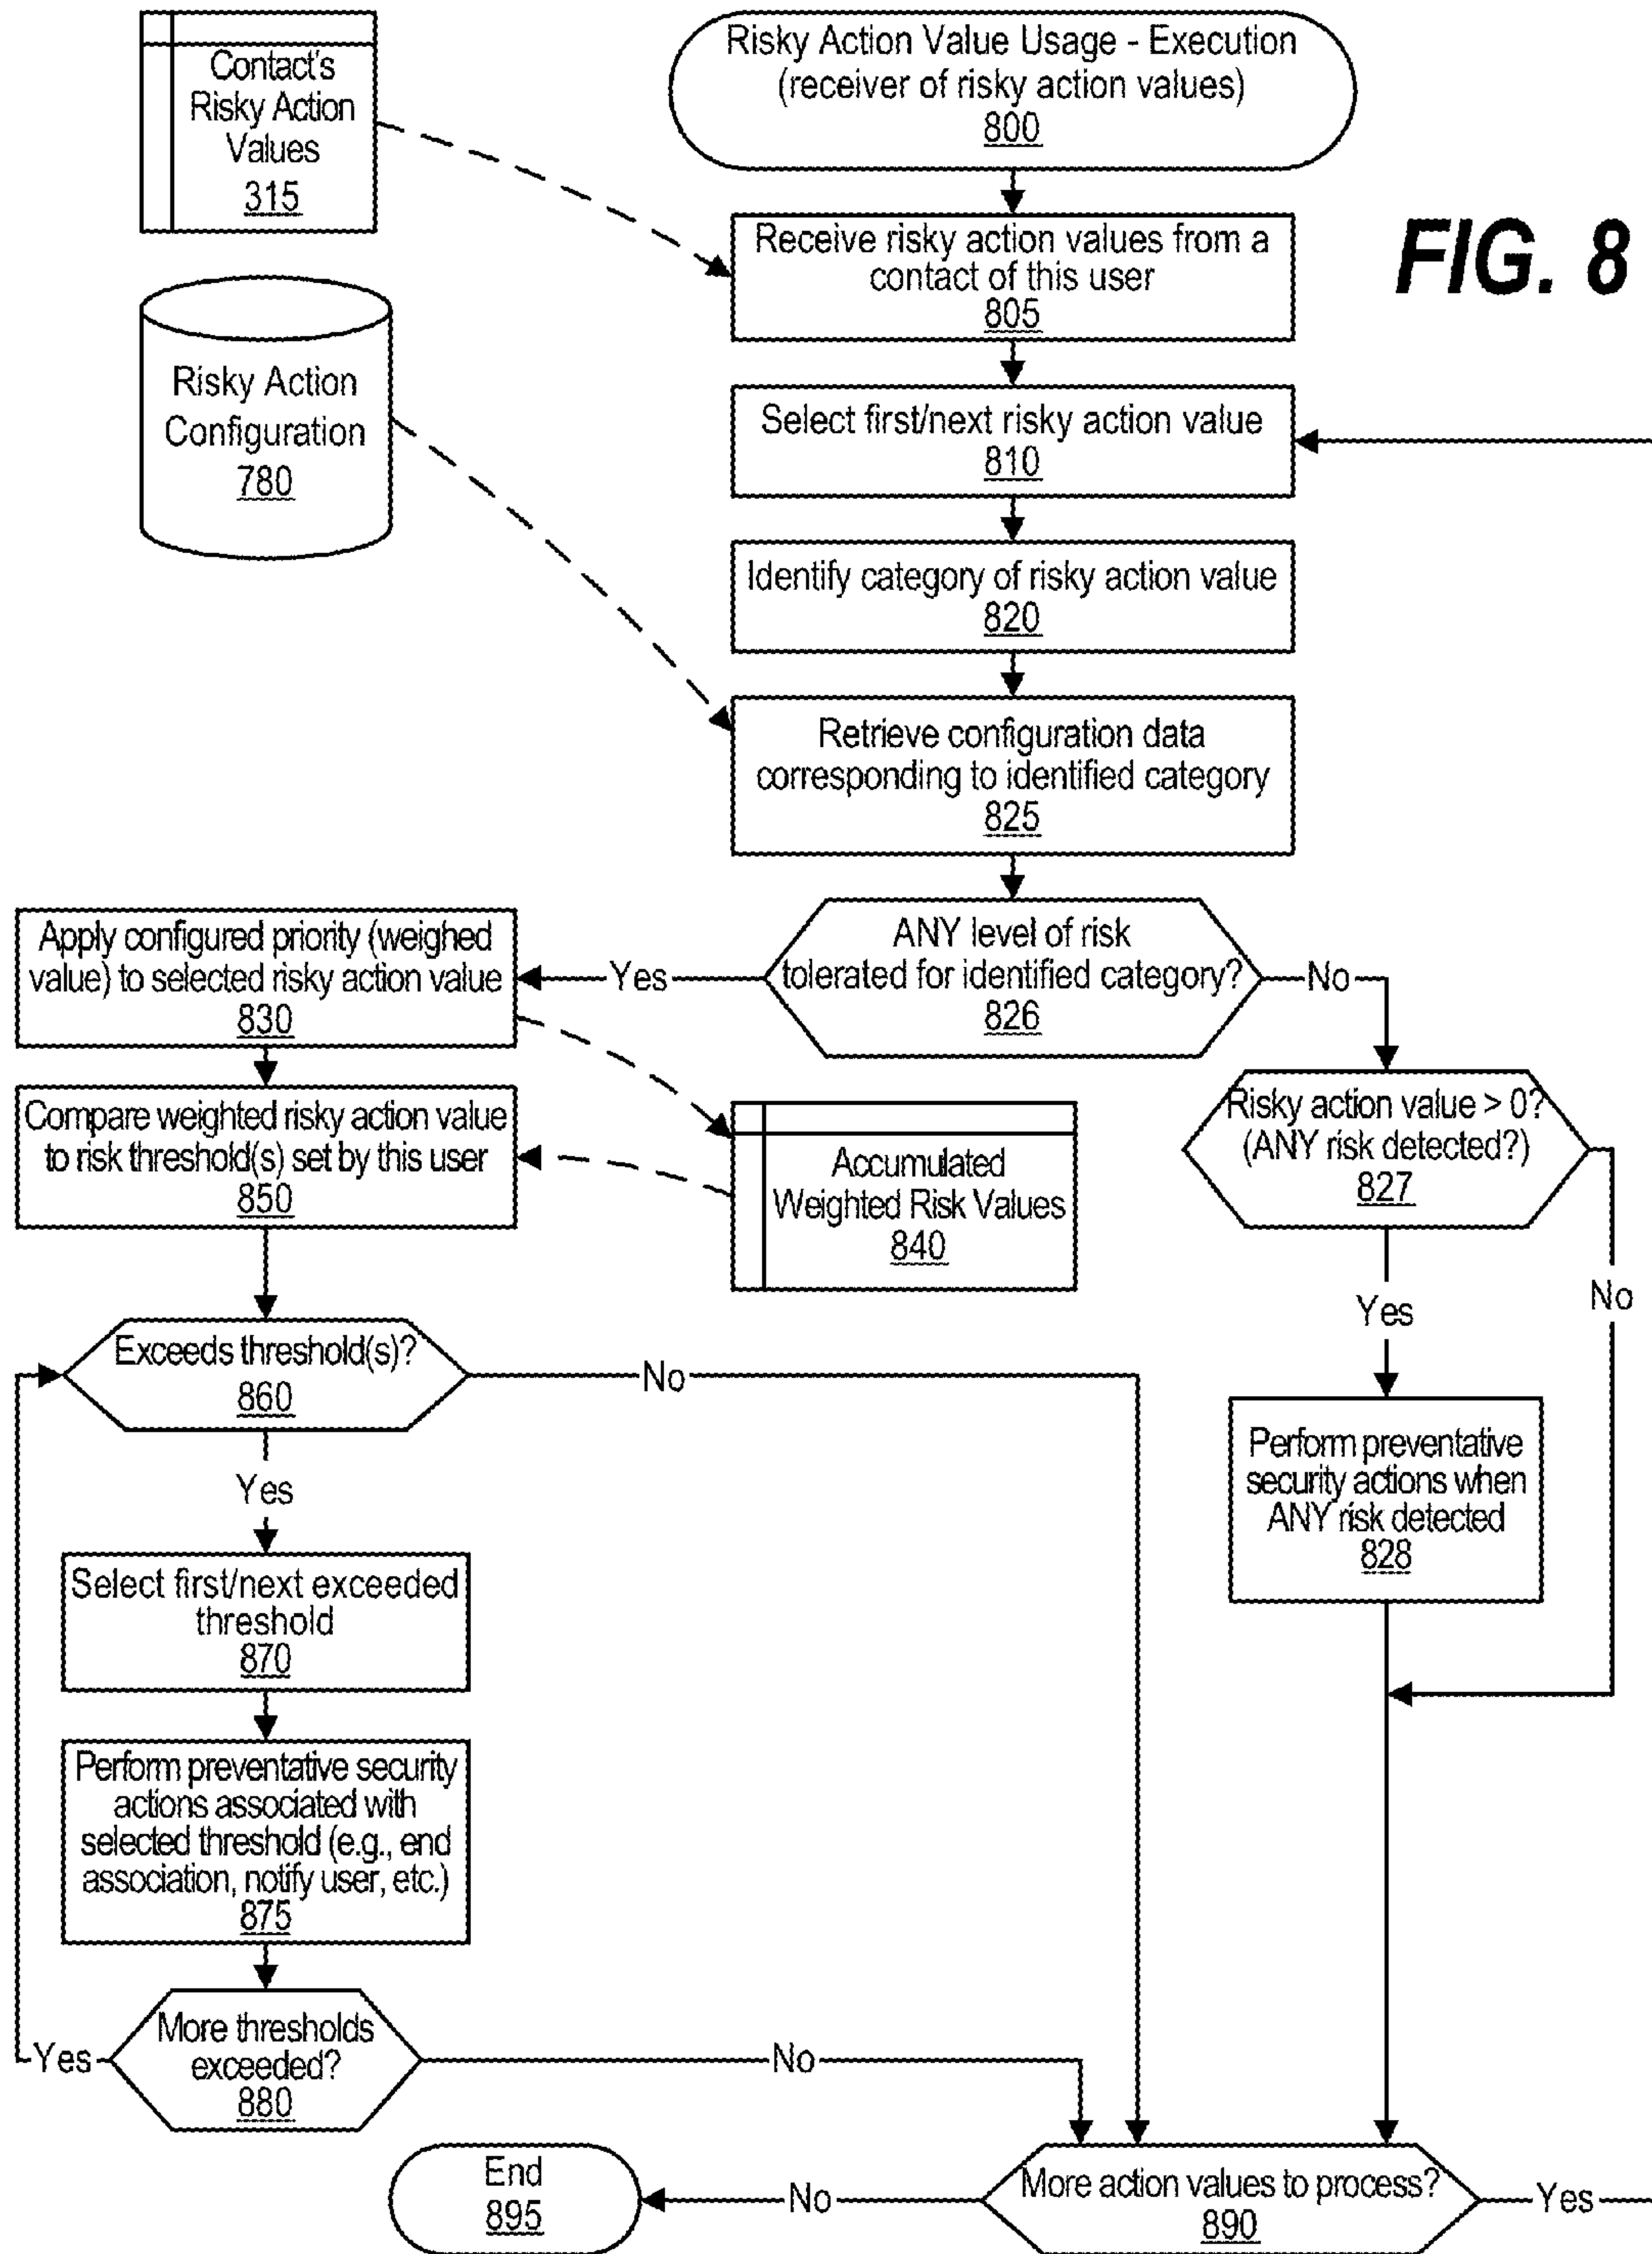 Contact's
Risky Action
Values
315
Risky Action Value Usage - Execution
(receiver of risky action values)
800
FIG. 8
Receive risky action values from a
contact of this user
805
Risky Action
Configuration
780
Select first/next risky action value
810
Identify category of risky action value
820
Retrieve configuration data
corresponding to identified category
825
ANY level of risk
tolerated for identified category?
826
Yes
No
Apply configured priority (weighed
value) to selected risky action value
830
Compare weighted risky action value
to risk threshold(s) set by this user
850
Accumulated
Weighted Risk Values
840
Risky action value > 0?
(ANY risk detected?)
827
Yes
No
Exceeds threshold(s)?
860
No
Yes
Perform preventative
security actions when
ANY risk detected
828
Select first/next exceeded
threshold
870
Perform preventative security
actions associated with
selected threshold (e.g., end
association, notify user, etc.)
875
More thresholds
exceeded?
880
Yes
No
End
895
No
More action values to process?
890
Yes